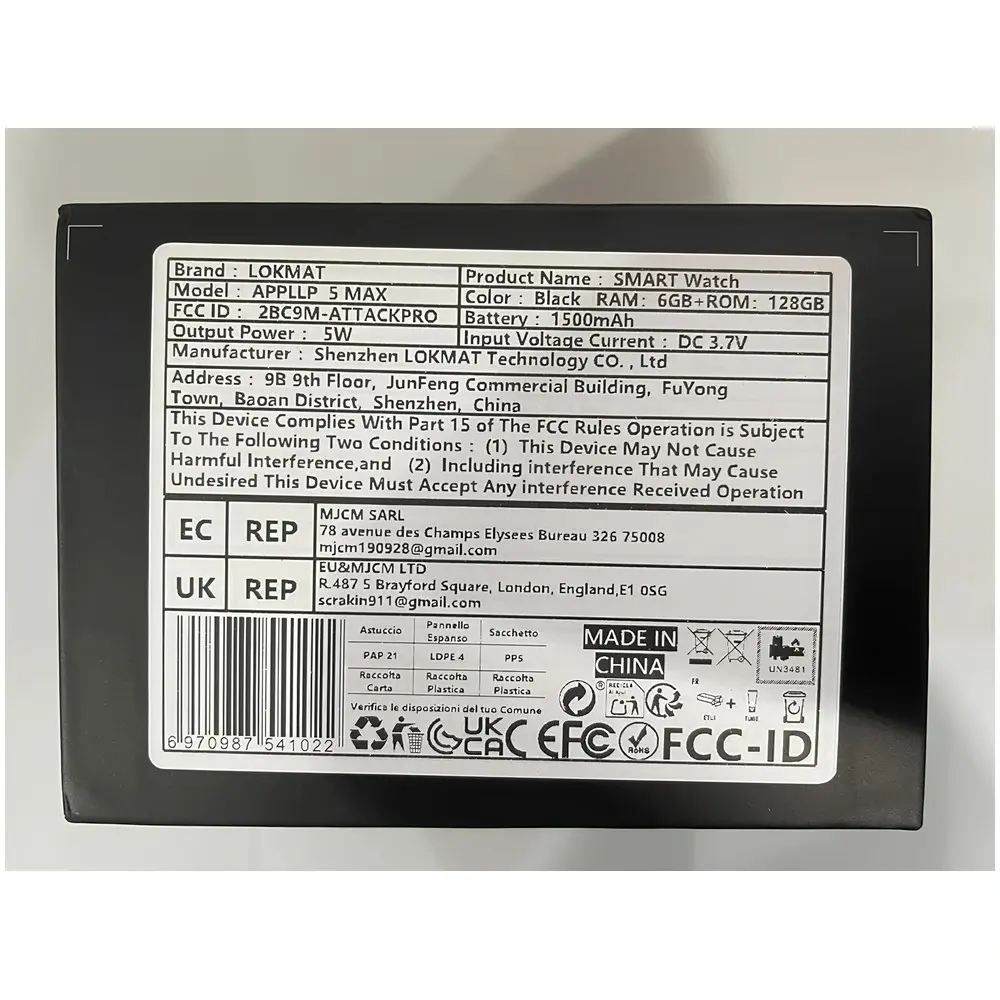 Brand : LOKMAT
Product Name : SMART Watch
Model : APPLLP 5 MAX
Color : Black RAM: 6GB+ROM: 128GB
FCC ID : 2BC9M-ATTACKPRO
Battery : 1500mAh
Output Power : 5W
Input Voltage Current : DC 3.7V
Manufacturer : Shenzhen LOKMAT Technology CO. , Ltd
Address : 9B 9th Floor, JunFeng Commercial Building, FuYong
Town, Baoan District, Shenzhen, China
This Device Complies With Part 15 of The FCC Rules Operation is Subject
To The Following Two Conditions : (1) This Device May Not Cause
Harmful Interference,and (2) Including interference That May Cause
Undesired This Device Must Accept Any interference Received Operation
EC REP
MJCM SARL
78 avenue des Champs Elysees Bureau 326 75008
mjcm190928@gmail.com
UK REP
EU&MJCM LTD
R.487 5 Brayford Square, London, England,E1 0SG
scrakin911@gmail.com
6 970987 541022
Astuccio
Pannello
Espanso
Sacchetto
PAP 21
LDPE 4
PP5
Raccolta
Carta
Raccolta
Plastica
Raccolta
Plastica
Verifica le disposizioni del tuo Comune
MADE IN
CHINA
UN3481
FR
+
UK
CA
CE
FC
RoHS
FCC-ID